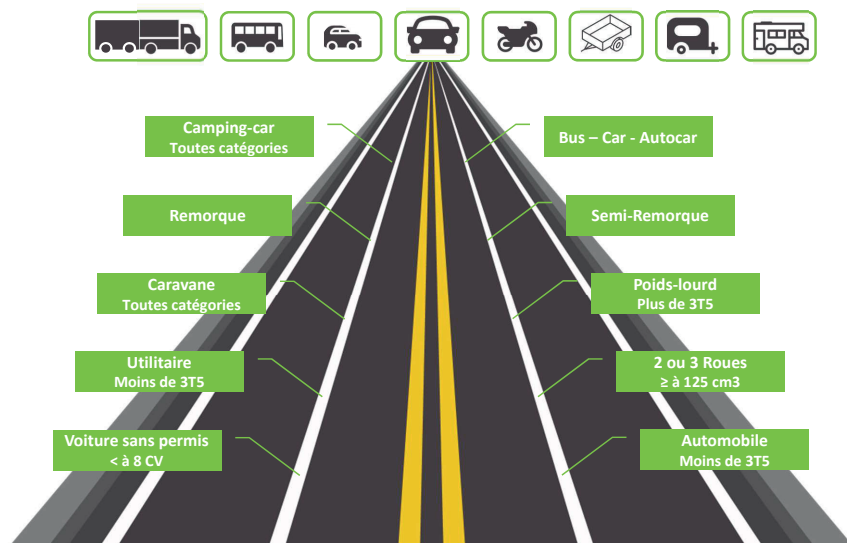 Camping-car
Toutes catégories
Bus – Car - Autocar
Remorque
Semi-Remorque
Caravane
Toutes catégories
Poids-lourd
Plus de 3T5
Utilitaire
Moins de 3T5
2 ou 3 Roues
≥ à 125 cm3
Voiture sans permis
< à 8 CV
Automobile
Moins de 3T5